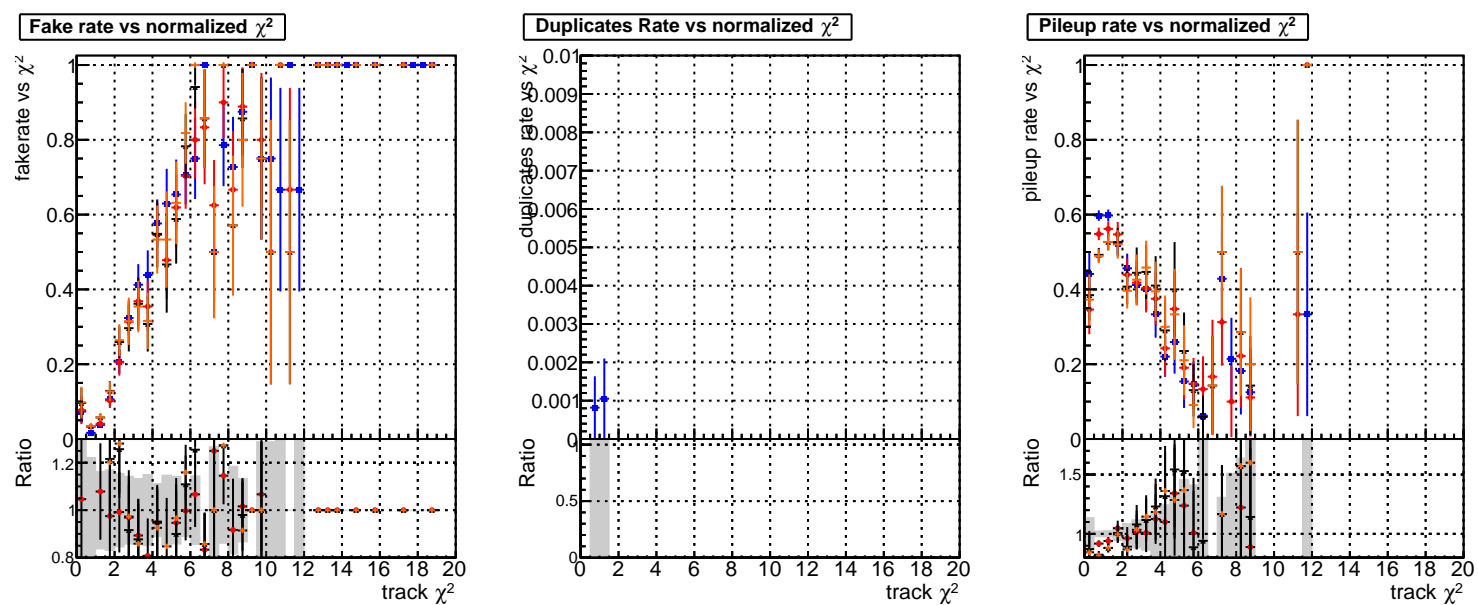 Fake rate vs normalized χ²
fakerate vs χ²
1
0.8
0.6
0.4
0.2
0
Ratio
1.2
1
0.8
0 2 4 6 8 10 12 14 16 18 20
track χ²
Duplicates Rate vs normalized χ²
duplicates rate vs χ²
0.01
0.009
0.008
0.007
0.006
0.005
0.004
0.003
0.002
0.001
0
Ratio
1
0.5
0
0 2 4 6 8 10 12 14 16 18 20
track χ²
Pileup rate vs normalized χ²
pileup rate vs χ²
1
0.8
0.6
0.4
0.2
0
Ratio
1.5
1
0 2 4 6 8 10 12 14 16 18 20
track χ²